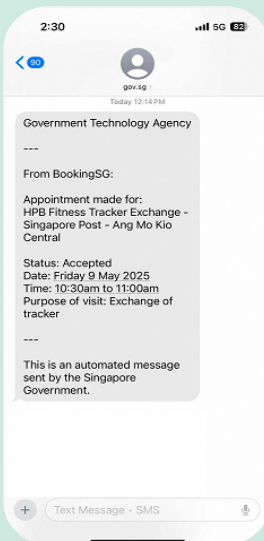 2:30
5G 82
90
gov.sg
Today 12:14 PM
Government Technology Agency
---
From BookingSG:
Appointment made for:
HPB Fitness Tracker Exchange -
Singapore Post - Ang Mo Kio
Central
Status: Accepted
Date: Friday 9 May 2025
Time: 10:30am to 11:00am
Purpose of visit: Exchange of
tracker
---
This is an automated message
sent by the Singapore
Government.
Text Message • SMS